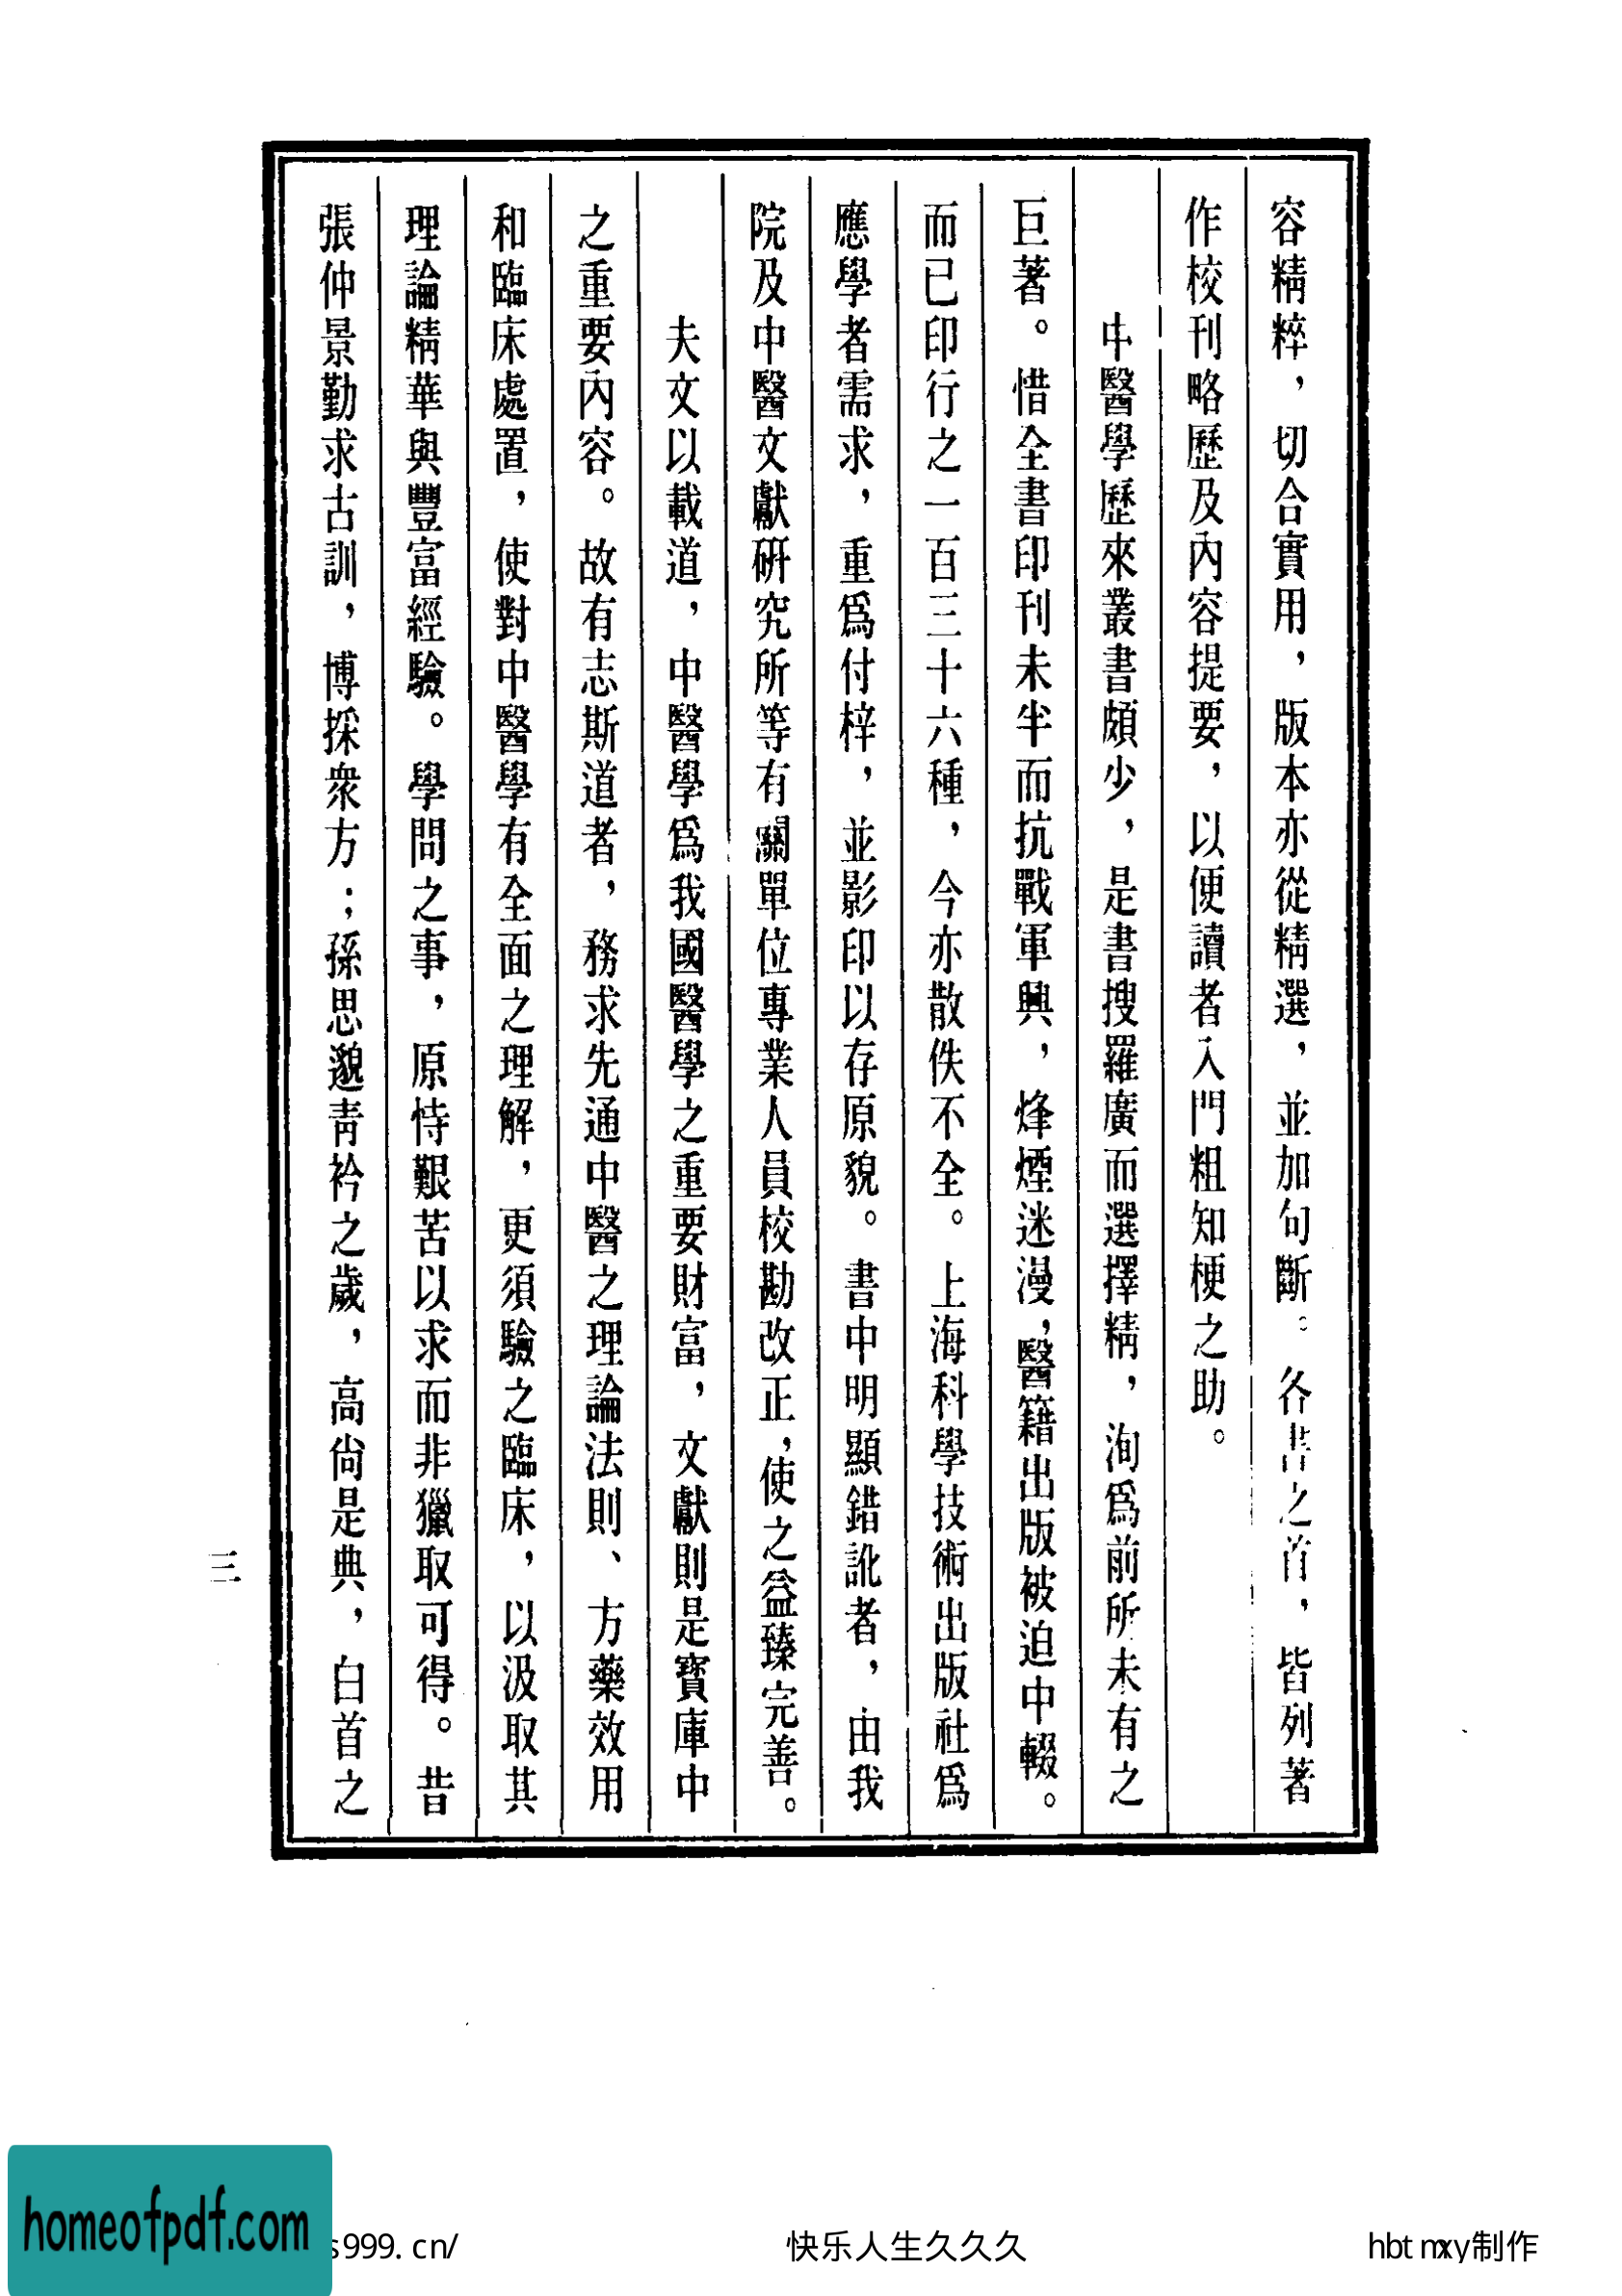 容精粹，切合實用，版本亦從精選，並加句斷。各書之首，皆列著
作校刊略歷及內容提要，以便讀者入門粗知梗之助。
中醫學歷來叢書頗少，是書搜羅廣而選擇精，洵爲前所未有之
巨著。惜全書印刊未半而抗戰軍興，烽煙迷漫，醫籍出版被迫中輟。
而已印行之一百三十六種，今亦散佚不全。上海科學技術出版社爲
應學者需求，重爲付梓，並影印以存原貌。書中明顯錯訛者，由我
院及中醫文獻研究所等有關單位專業人員校勘改正，使之益臻完善。
夫文以載道，中醫學爲我國醫學之重要財富，文獻則是寶庫中
之重要內容。故有志斯道者，務求先通中醫之理論法則、方藥效用
和臨床處置，使對中醫學有全面之理解，更須驗之臨床，以汲取其
理論精華與豐富經驗。學問之事，原恃艱苦以求而非獵取可得。昔
張仲景勤求古訓，博採衆方；孫思邈青衿之歲，高尚是典，白首之
三
homeofpdf.com
s999.cn/
快乐人生久久久
hbtmxy制作